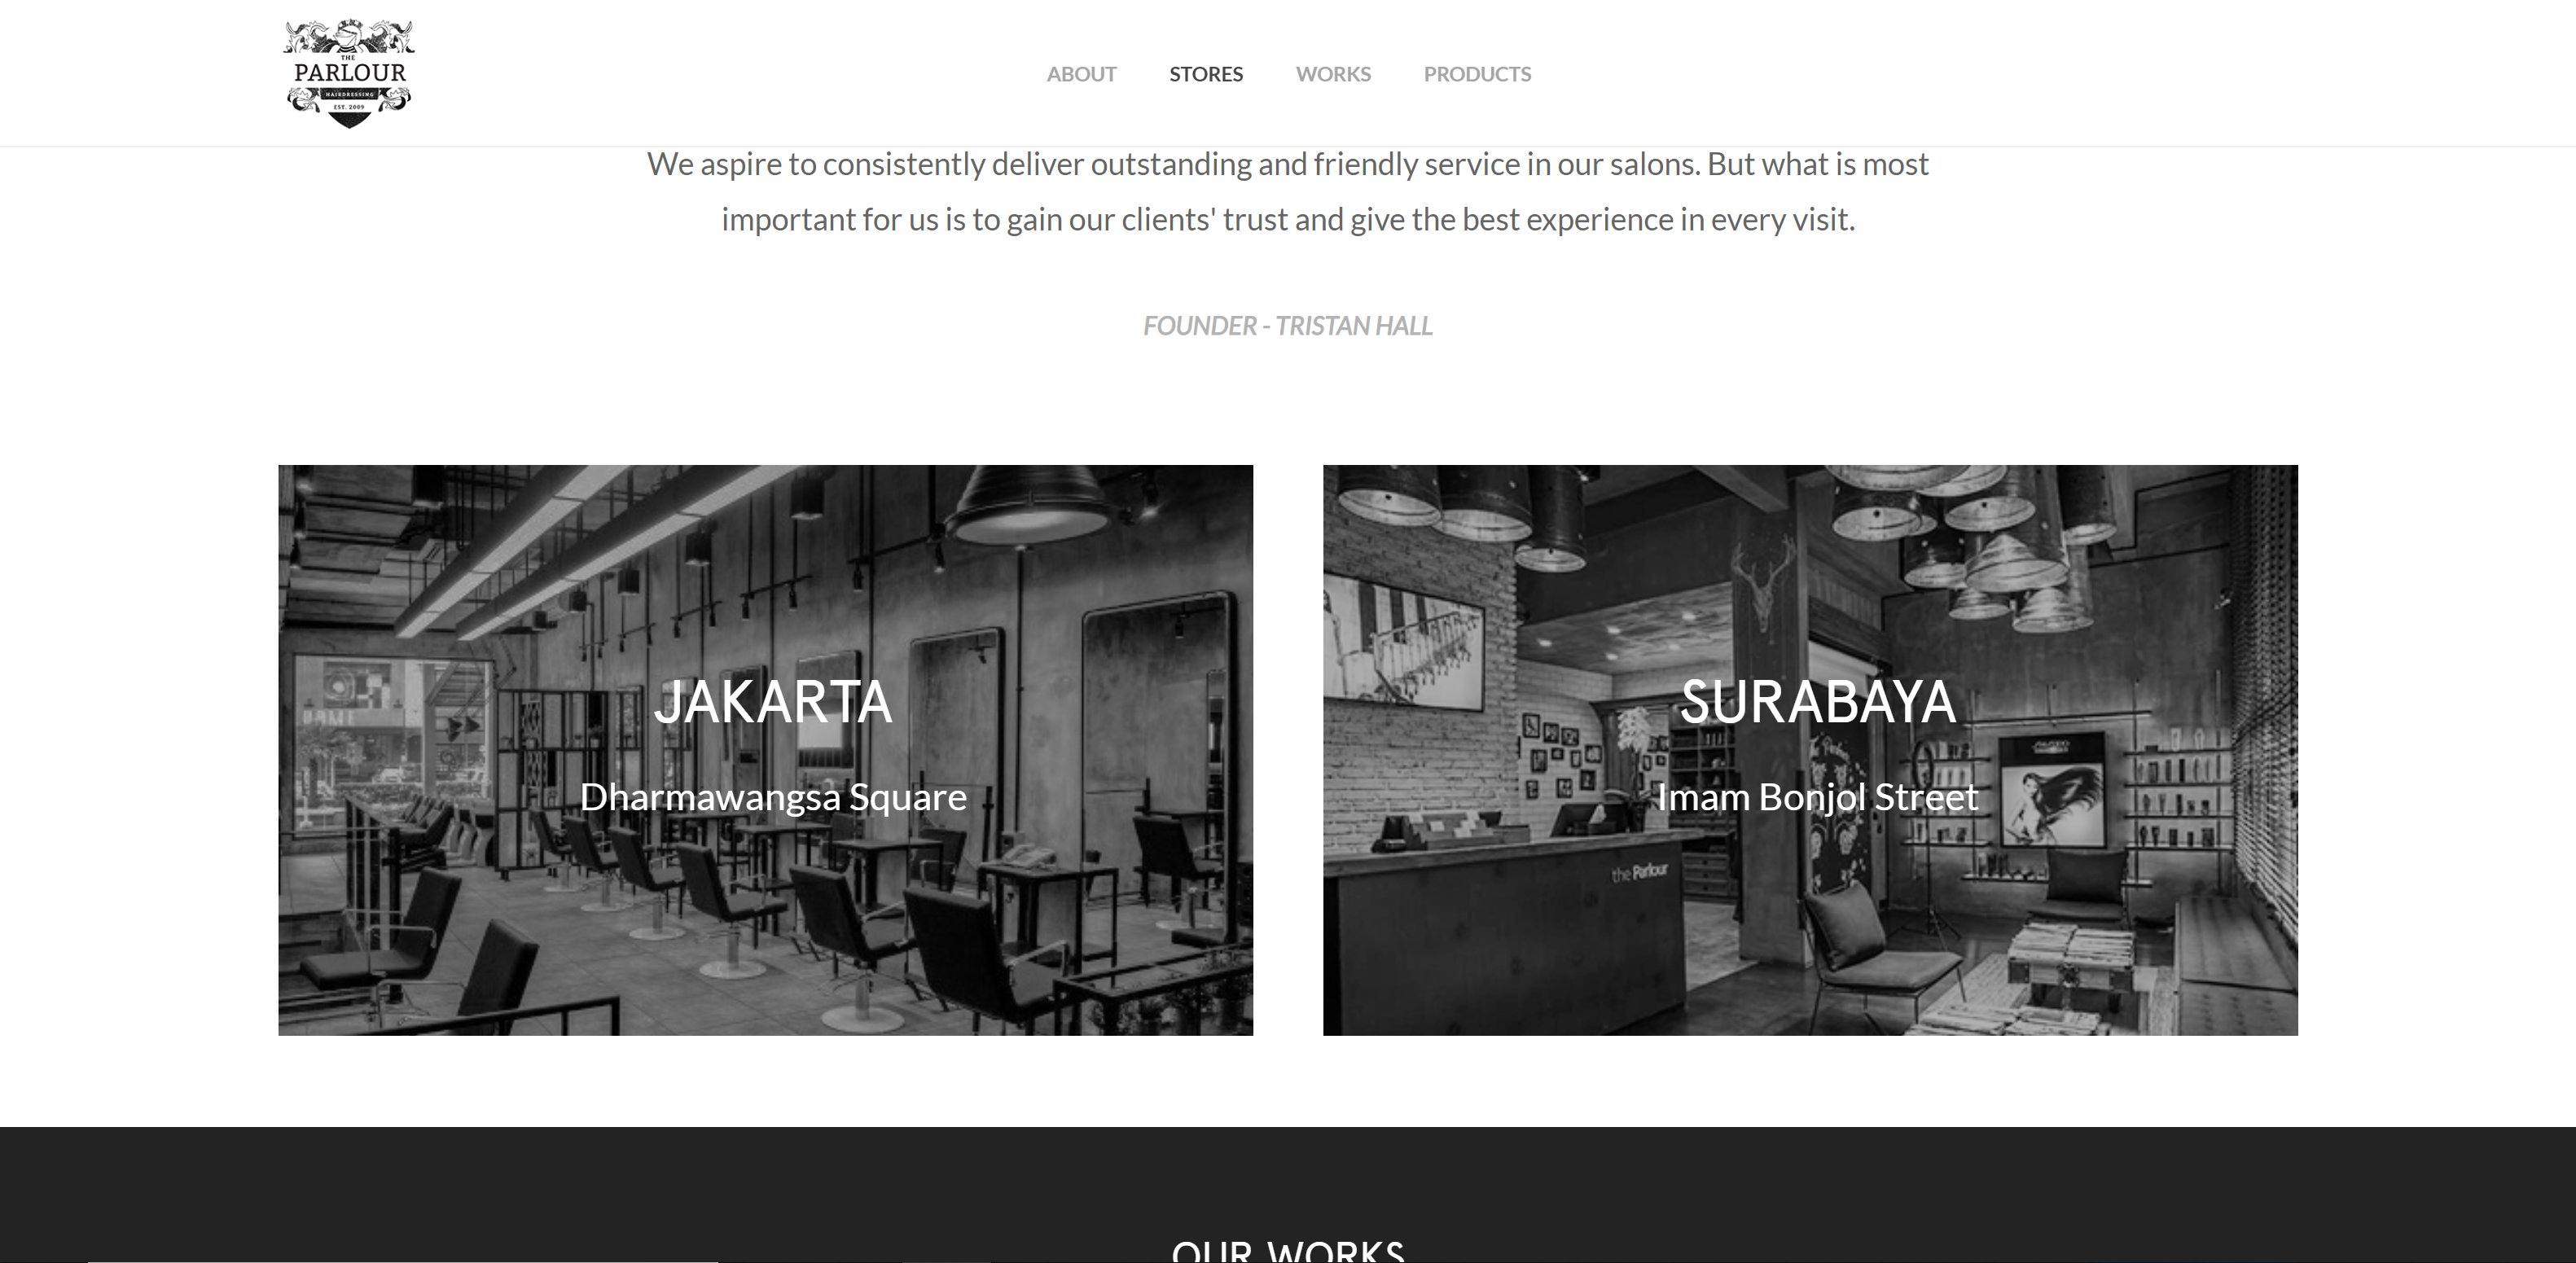 THE
PARLOUR
HAIRDRESSING
EST. 2009
ABOUT STORES WORKS PRODUCTS
We aspire to consistently deliver outstanding and friendly service in our salons. But what is most
important for us is to gain our clients' trust and give the best experience in every visit.
FOUNDER - TRISTAN HALL
JAKARTA
Dharmawangsa Square
SURABAYA
Imam Bonjol Street
the Parlour
OUR WORKS